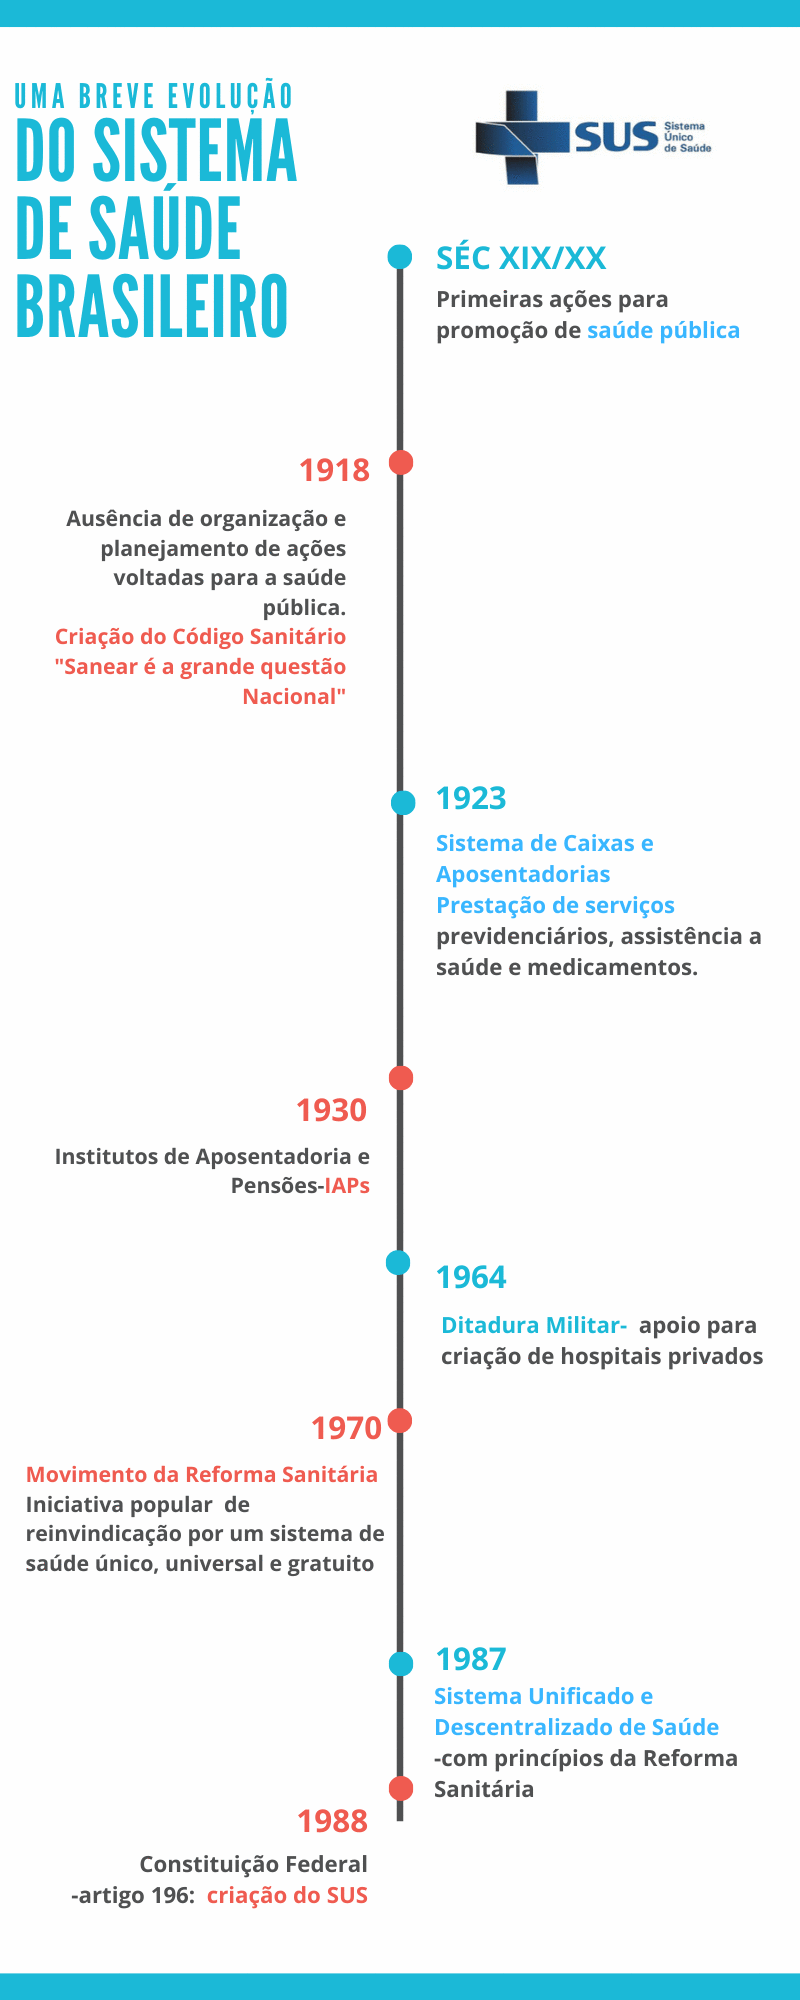 UMA BREVE EVOLUÇÃO
DO SISTEMA
DE SAÚDE
BRASILEIRO
SUS
Sistema
Único
de Saúde
SÉC XIX/XX
Primeiras ações para
promoção de saúde pública
1918
Ausência de organização e
planejamento de ações
voltadas para a saúde
pública.
Criação do Código Sanitário
"Sanear é a grande questão
Nacional"
1923
Sistema de Caixas e
Aposentadorias
Prestação de serviços
previdenciários, assistência a
saúde e medicamentos.
1930
Institutos de Aposentadoria e
Pensões-IAPs
1964
Ditadura Militar-  apoio para
criação de hospitais privados
1970
Movimento da Reforma Sanitária
Iniciativa popular  de
reinvindicação por um sistema de
saúde único, universal e gratuito
1987
Sistema Unificado e
Descentralizado de Saúde
-com princípios da Reforma
Sanitária
1988
Constituição Federal
-artigo 196:  criação do SUS